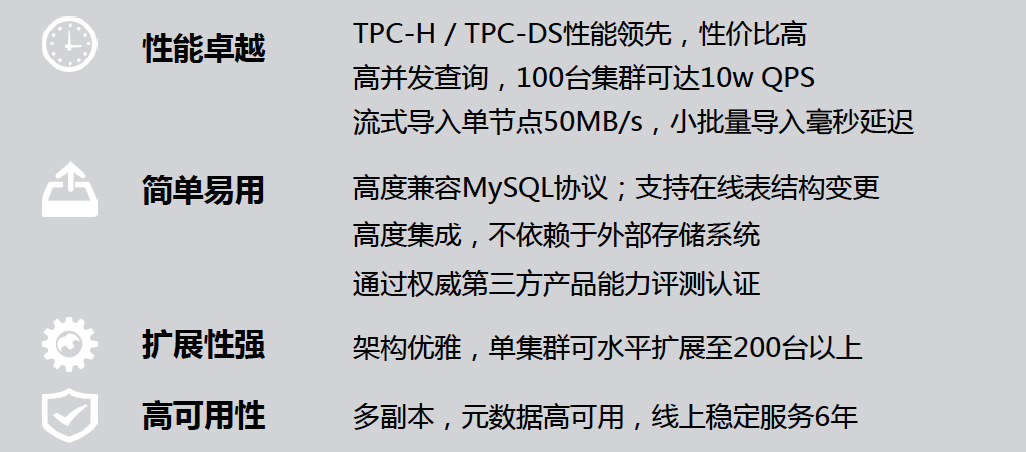 性能卓越
TPC-H / TPC-DS性能领先，性价比高
高并发查询，100台集群可达10w QPS
流式导入单节点50MB/s，小批量导入毫秒延迟
简单易用
高度兼容MySQL协议；支持在线表结构变更
高度集成，不依赖于外部存储系统
通过权威第三方产品能力评测认证
扩展性强
架构优雅，单集群可水平扩展至200台以上
高可用性
多副本，元数据高可用，线上稳定服务6年